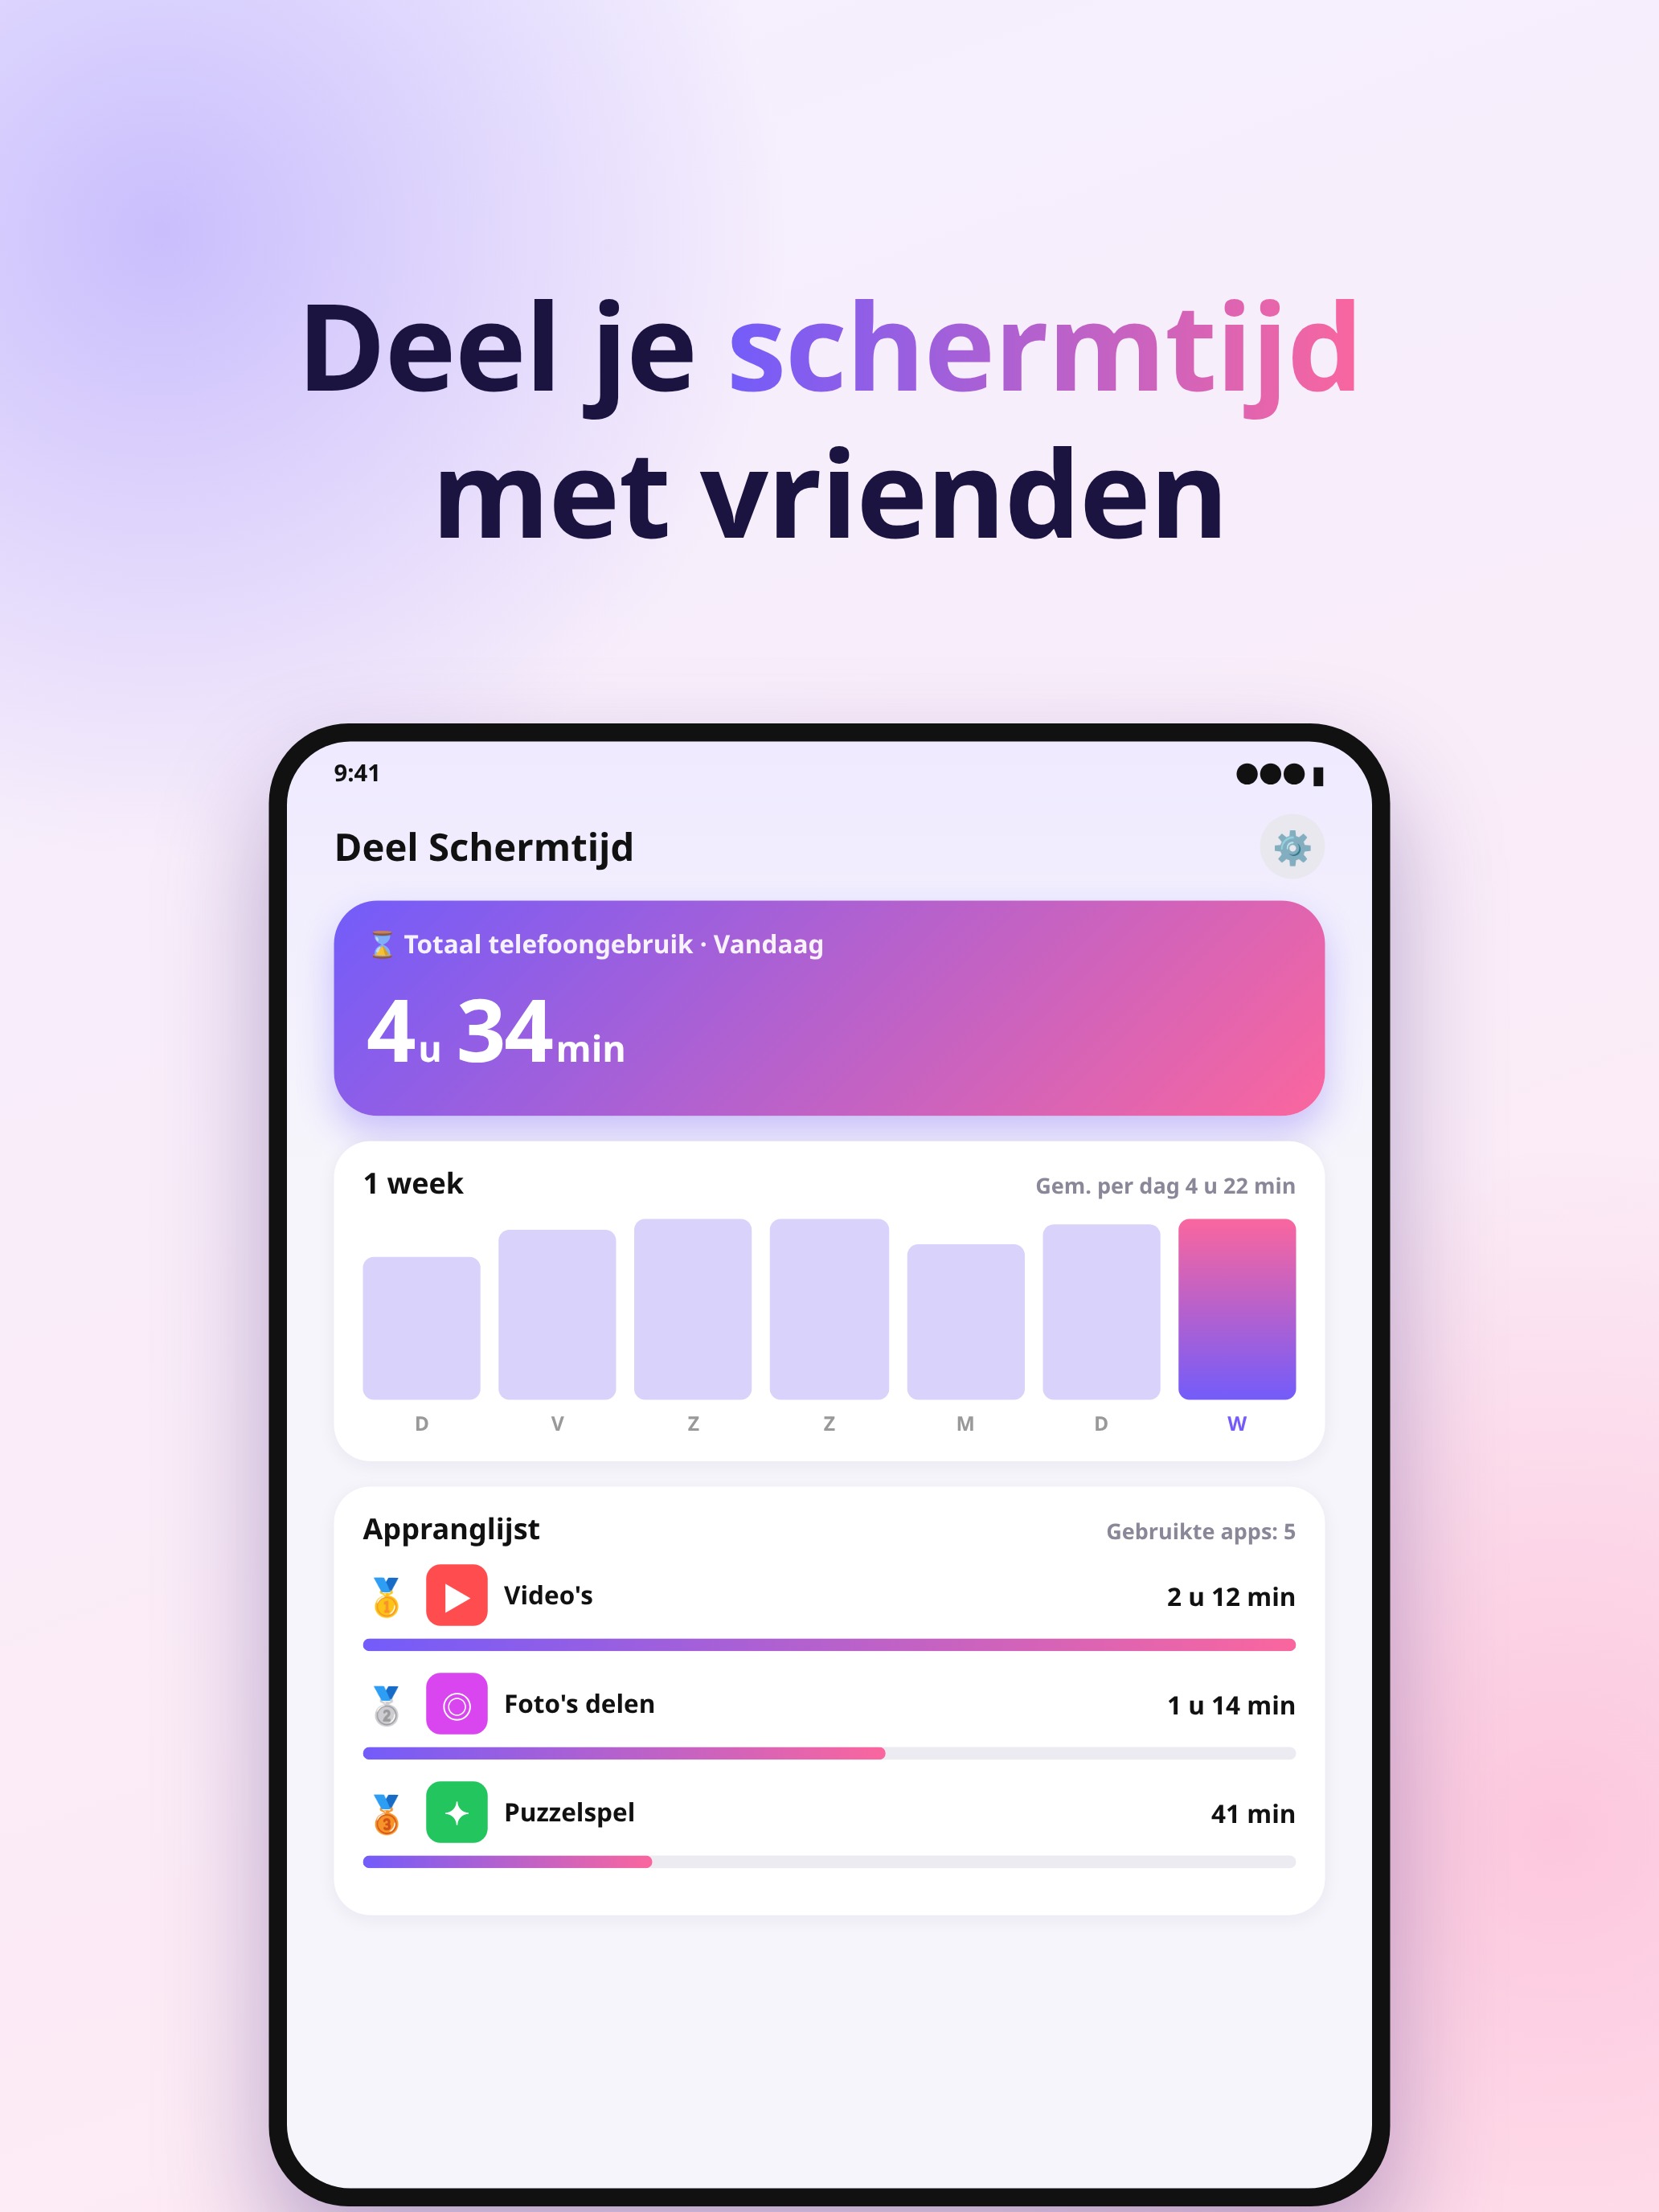 Deel je schermtijd
met vrienden
9:41
Deel Schermtijd
⌛ Totaal telefoongebruik · Vandaag
4u 34min
1 week
Gem. per dag 4 u 22 min
D V Z Z M D W
Appranglijst
Gebruikte apps: 5
🥇 Video's 2 u 12 min
🥈 Foto's delen 1 u 14 min
🥉 Puzzelspel 41 min